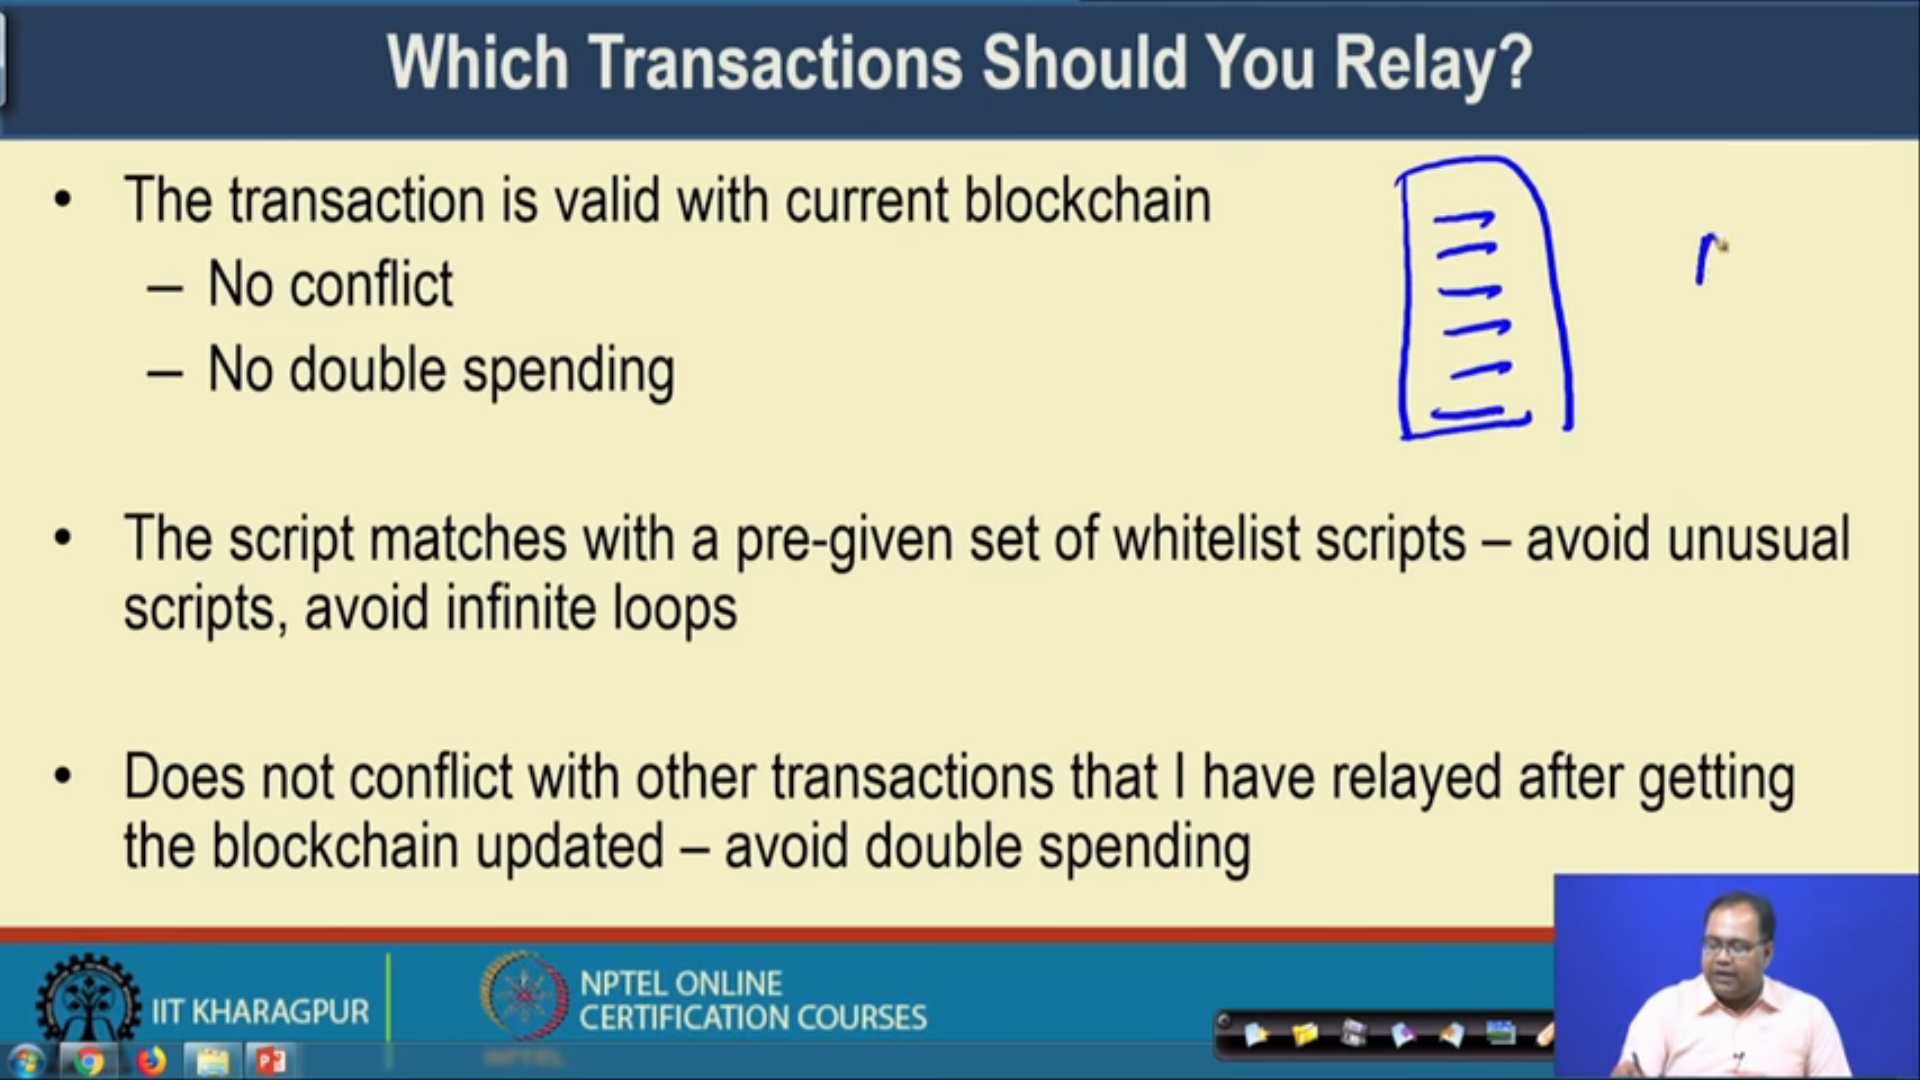 Which Transactions Should You Relay?
• The transaction is valid with current blockchain
– No conflict
– No double spending
• The script matches with a pre-given set of whitelist scripts – avoid unusual
scripts, avoid infinite loops
• Does not conflict with other transactions that I have relayed after getting
the blockchain updated – avoid double spending
IIT KHARAGPUR
NPTEL ONLINE
CERTIFICATION COURSES